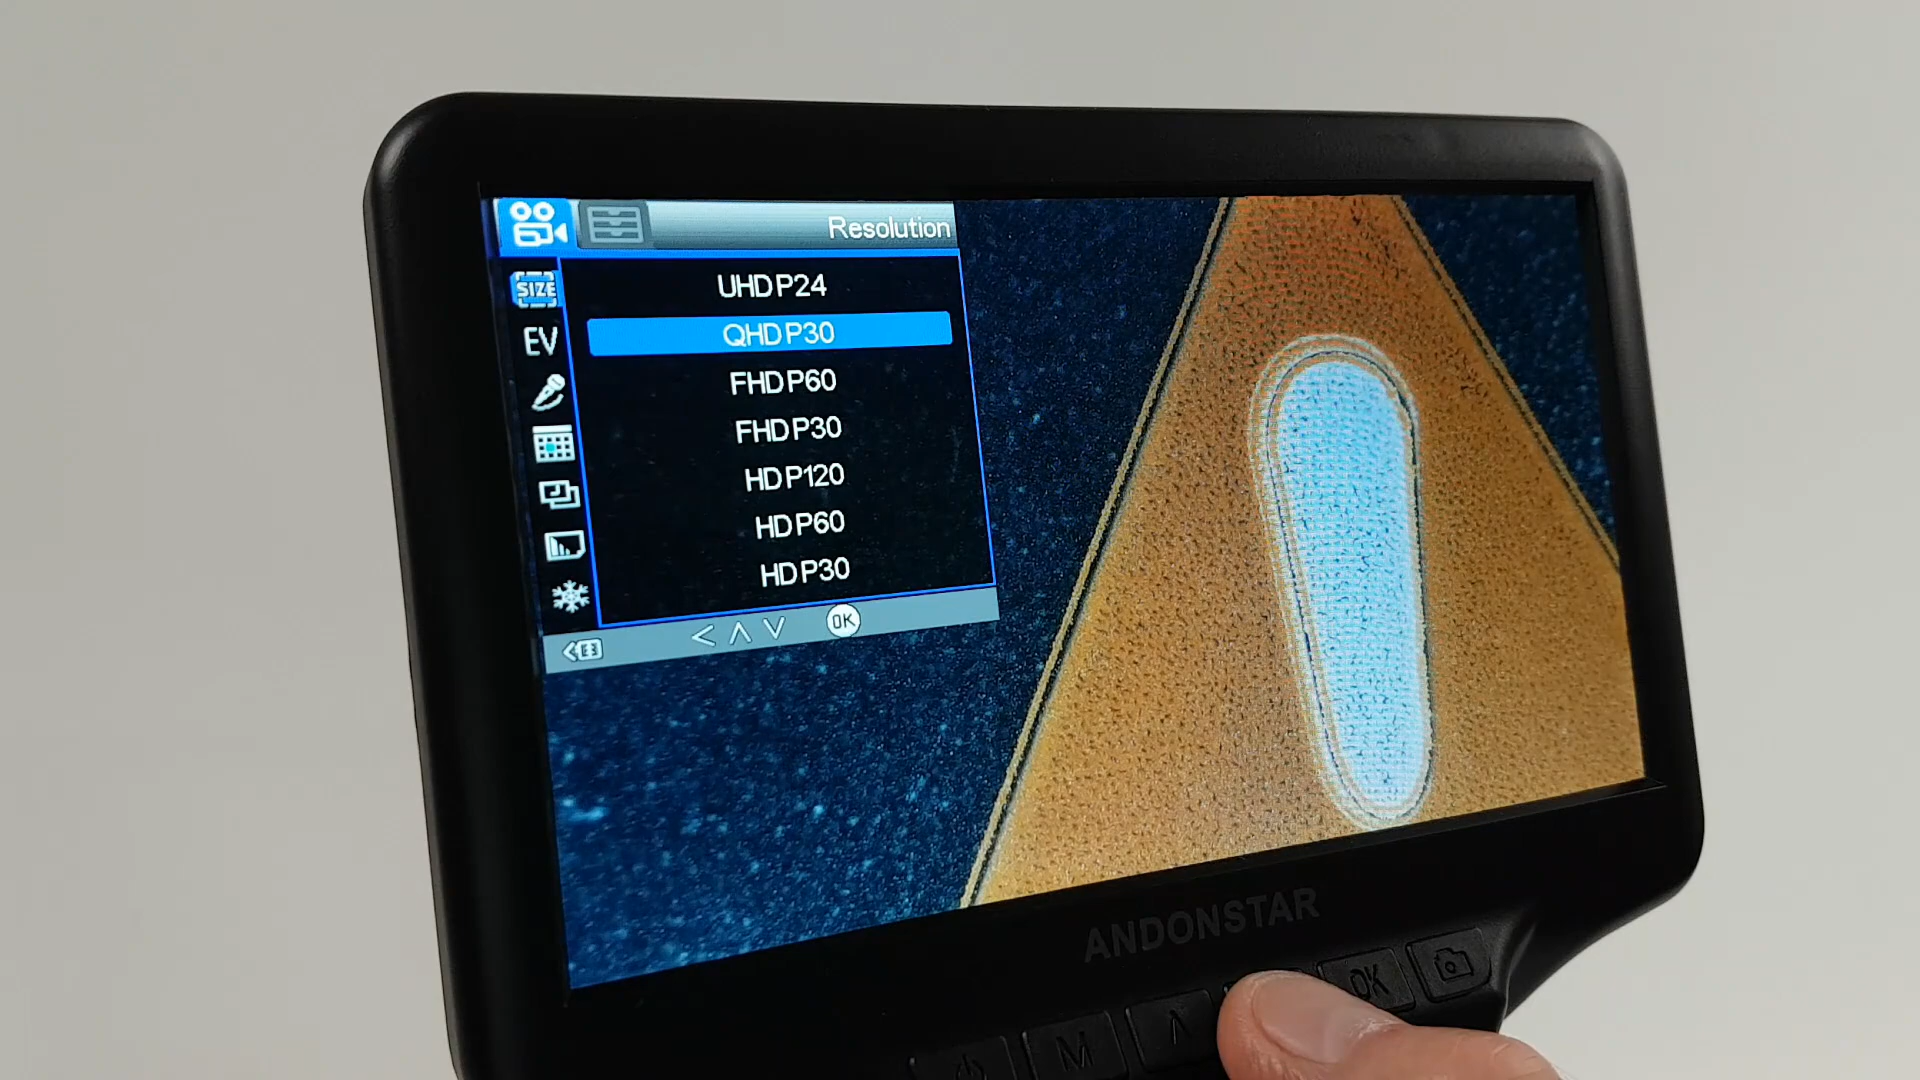 Resolution
SIZE
UHD P24
EV
QHD P30
FHD P60
FHD P30
HD P120
HD P60
HD P30
OK
ANDONSTAR
M
OK